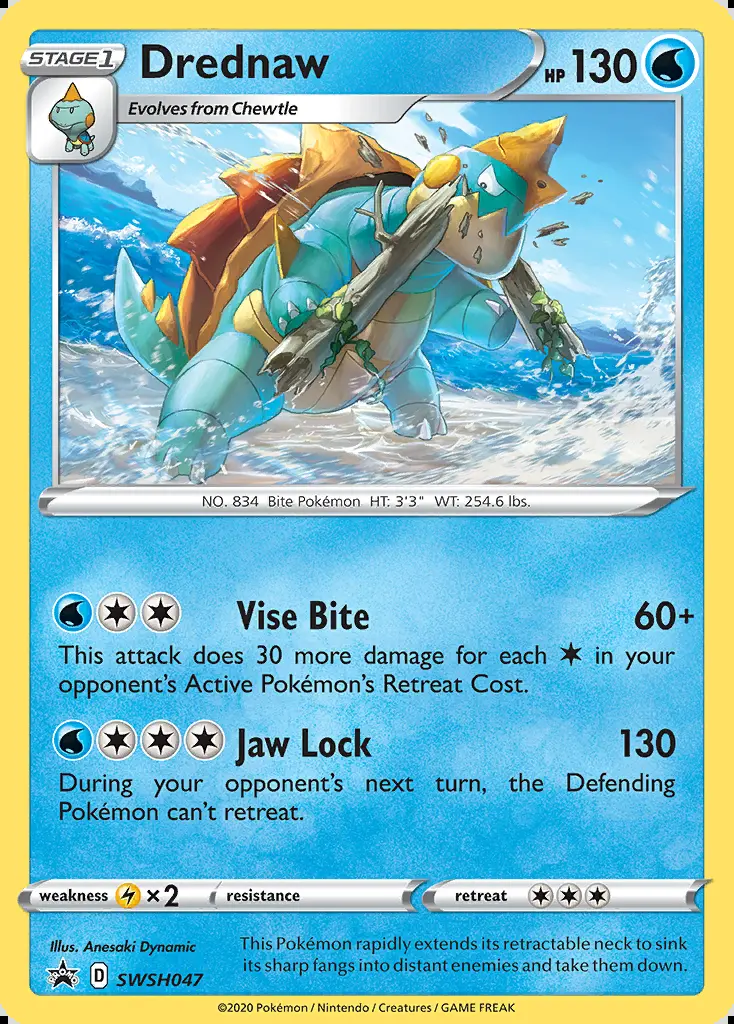 STAGE 1
Drednaw
HP 130
Evolves from Chewtle
NO. 834 Bite Pokémon HT: 3'3" WT: 254.6 lbs.
Vise Bite 60+
This attack does 30 more damage for each in your
opponent's Active Pokémon's Retreat Cost.
Jaw Lock 130
During your opponent's next turn, the Defending
Pokémon can't retreat.
weakness ×2 resistance retreat
Illus. Anesaki Dynamic
This Pokémon rapidly extends its retractable neck to sink
its sharp fangs into distant enemies and take them down.
D SWSH047
©2020 Pokémon / Nintendo / Creatures / GAME FREAK